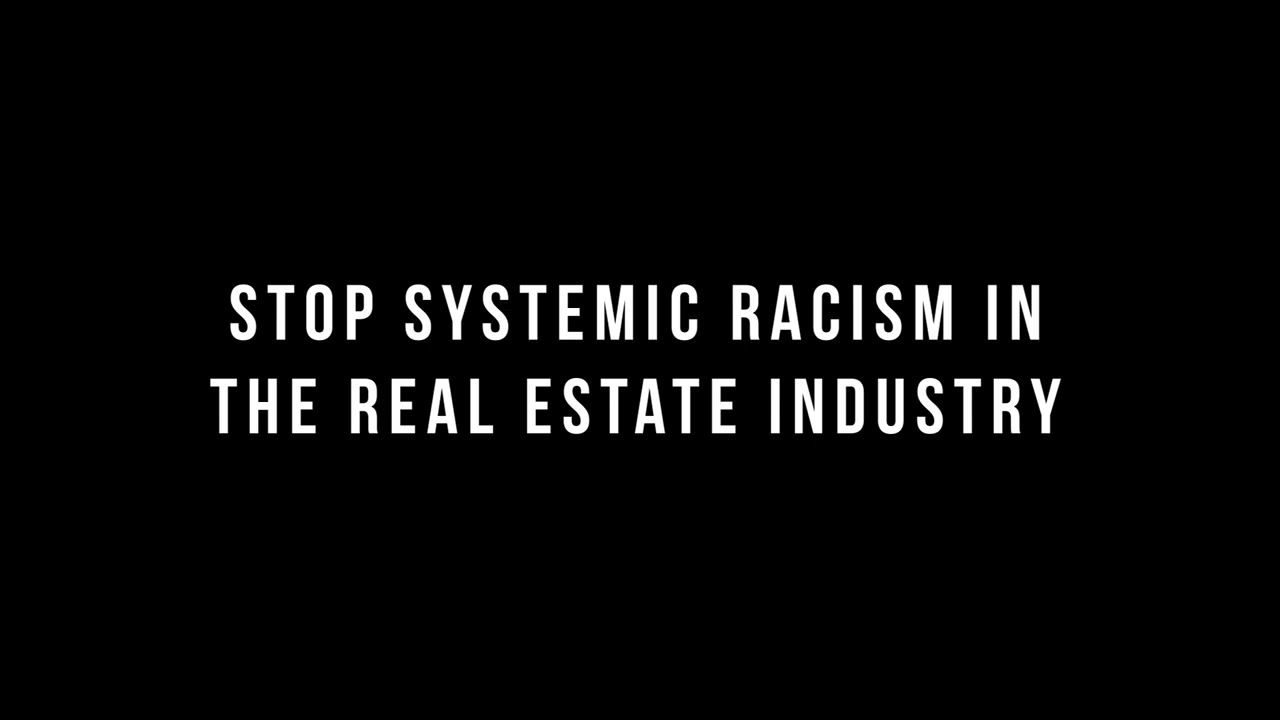 STOP SYSTEMIC RACISM IN
THE REAL ESTATE INDUSTRY